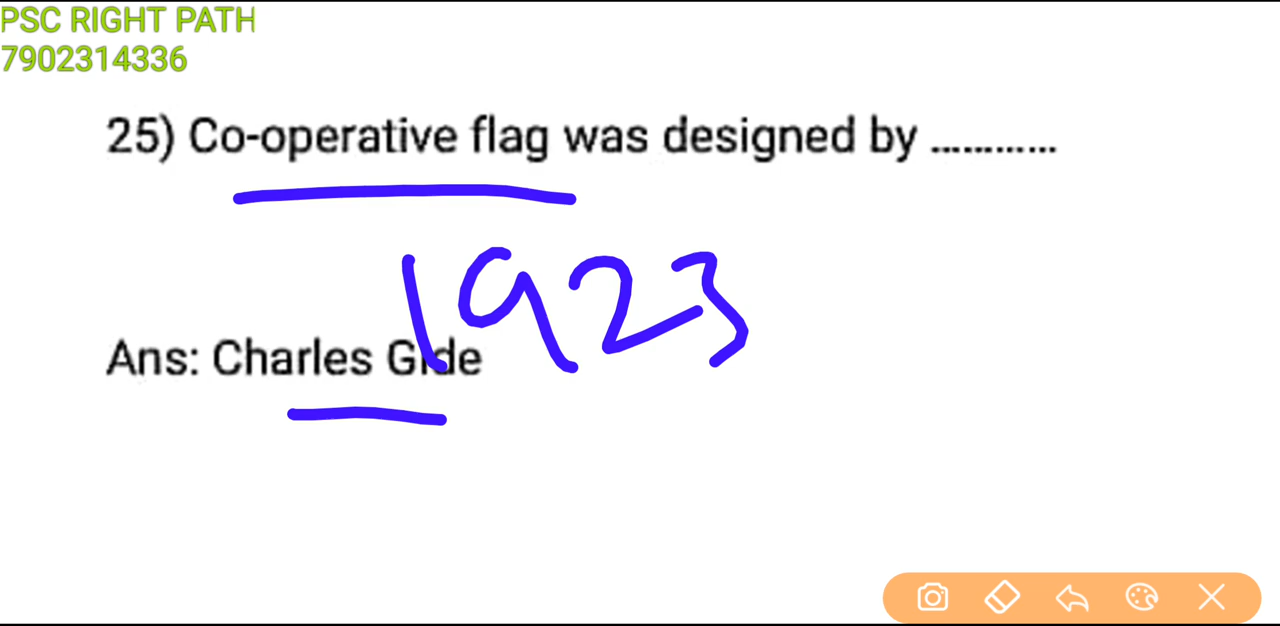 PSC RIGHT PATH
7902314336
25) Co-operative flag was designed by ............
1923
Ans: Charles Gide